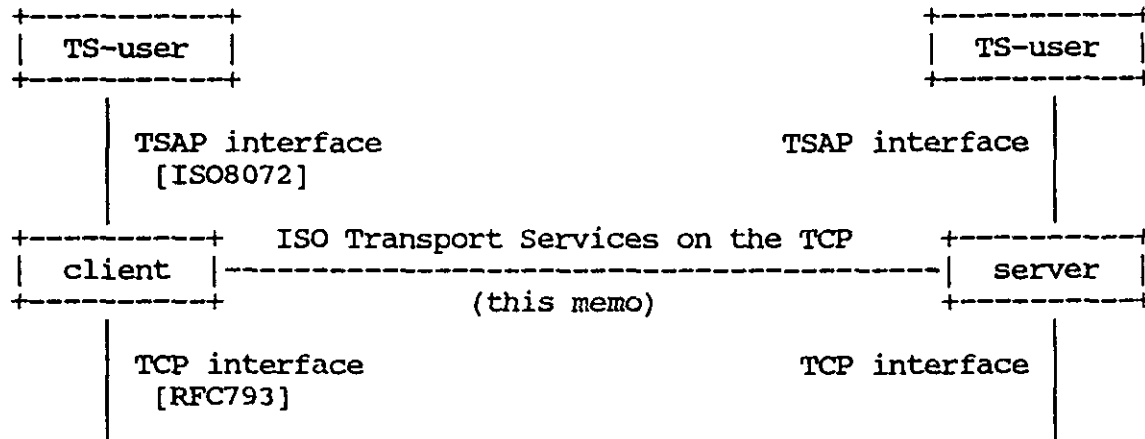 +-----------+ +-----------+
| TS-user | | TS-user |
+-----------+ +-----------+
TSAP interface TSAP interface
[ISO8072]
+----------+ ISO Transport Services on the TCP +----------+
| client |-----------------------------------------| server |
+----------+ (this memo) +----------+
TCP interface TCP interface
[RFC793]